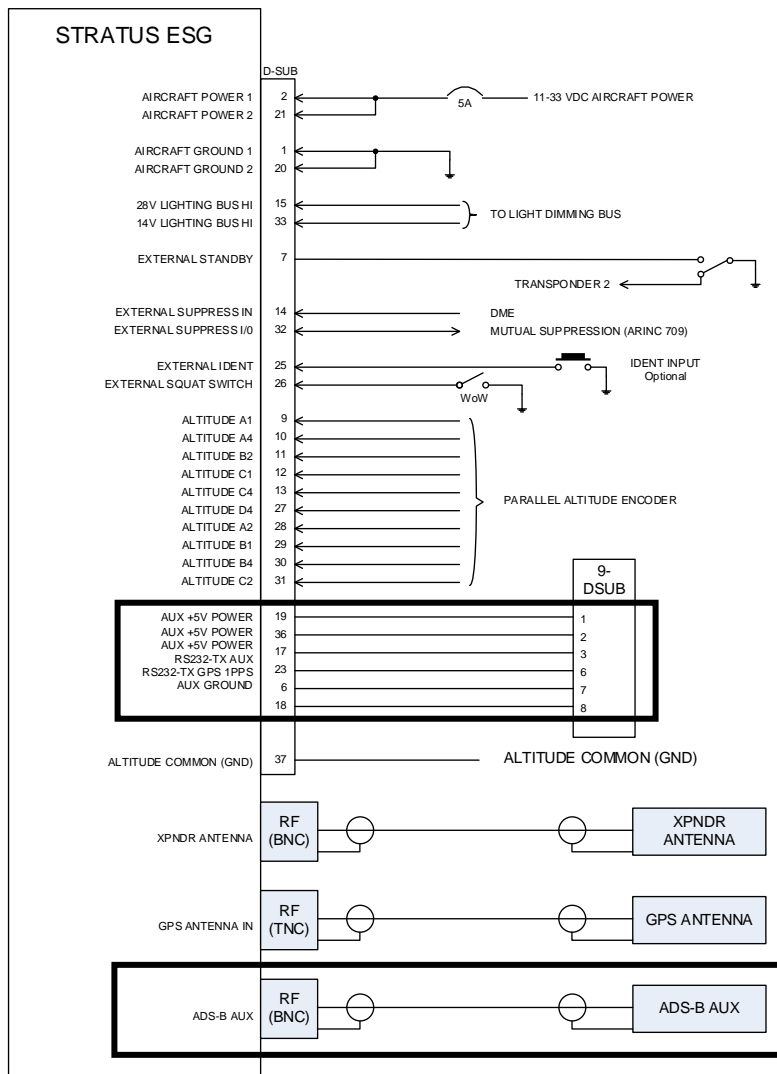 STRATUS ESG
D-SUB
AIRCRAFT POWER 1 2 5A 11-33 VDC AIRCRAFT POWER
AIRCRAFT POWER 2 21
AIRCRAFT GROUND 1 1
AIRCRAFT GROUND 2 20
28V LIGHTING BUS HI 15
14V LIGHTING BUS HI 33
TO LIGHT DIMMING BUS
EXTERNAL STANDBY 7
TRANSPONDER 2
EXTERNAL SUPPRESS IN 14 DME
EXTERNAL SUPPRESS I/0 32 MUTUAL SUPPRESSION (ARINC 709)
EXTERNAL IDENT 25 IDENT INPUT
Optional
EXTERNAL SQUAT SWITCH 26 WoW
ALTITUDE A1 9
ALTITUDE A4 10
ALTITUDE B2 11
ALTITUDE C1 12
ALTITUDE C4 13
PARALLEL ALTITUDE ENCODER
ALTITUDE D4 27
ALTITUDE A2 28
ALTITUDE B1 29
ALTITUDE B4 30
ALTITUDE C2 31
9-
DSUB
AUX +5V POWER 19 1
AUX +5V POWER 36 2
AUX +5V POWER 17 3
RS232-TX AUX
RS232-TX GPS 1PPS 23 6
AUX GROUND 6 7
18 8
ALTITUDE COMMON (GND) 37 ALTITUDE COMMON (GND)
XPNDR ANTENNA
RF
(BNC)
XPNDR
ANTENNA
GPS ANTENNA IN
RF
(TNC)
GPS ANTENNA
ADS-B AUX
RF
(BNC)
ADS-B AUX